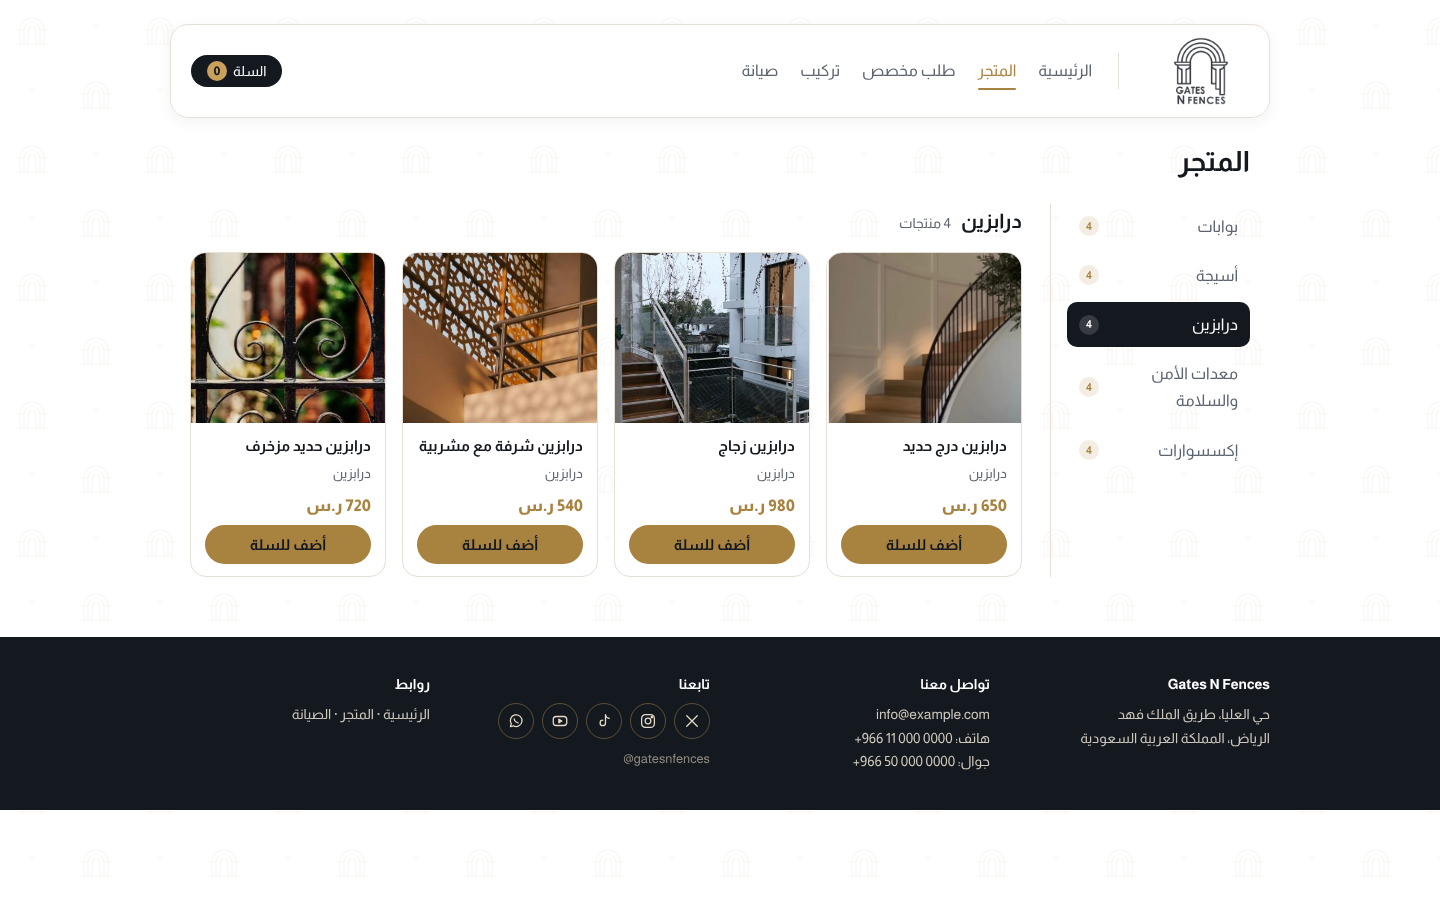 GATES
N FENCES
الرئيسية
المتجر
طلب مخصص
تركيب
صيانة
السلة 0
المتجر
بوابات 4
أسيجة 4
درابزين 4
معدات الأمن
والسلامة 4
إكسسوارات 4
درابزين 4 منتجات
درابزين درج حديد
درابزين
650 ر.س
أضف للسلة
درابزين زجاج
درابزين
980 ر.س
أضف للسلة
درابزين شرفة مع مشربية
درابزين
540 ر.س
أضف للسلة
درابزين حديد مزخرف
درابزين
720 ر.س
أضف للسلة
Gates N Fences
حي العليا، طريق الملك فهد
الرياض، المملكة العربية السعودية
تواصل معنا
info@example.com
هاتف: 0000 000 11 966+
جوال: 0000 000 50 966+
تابعنا
@gatesnfences
روابط
الرئيسية · المتجر · الصيانة